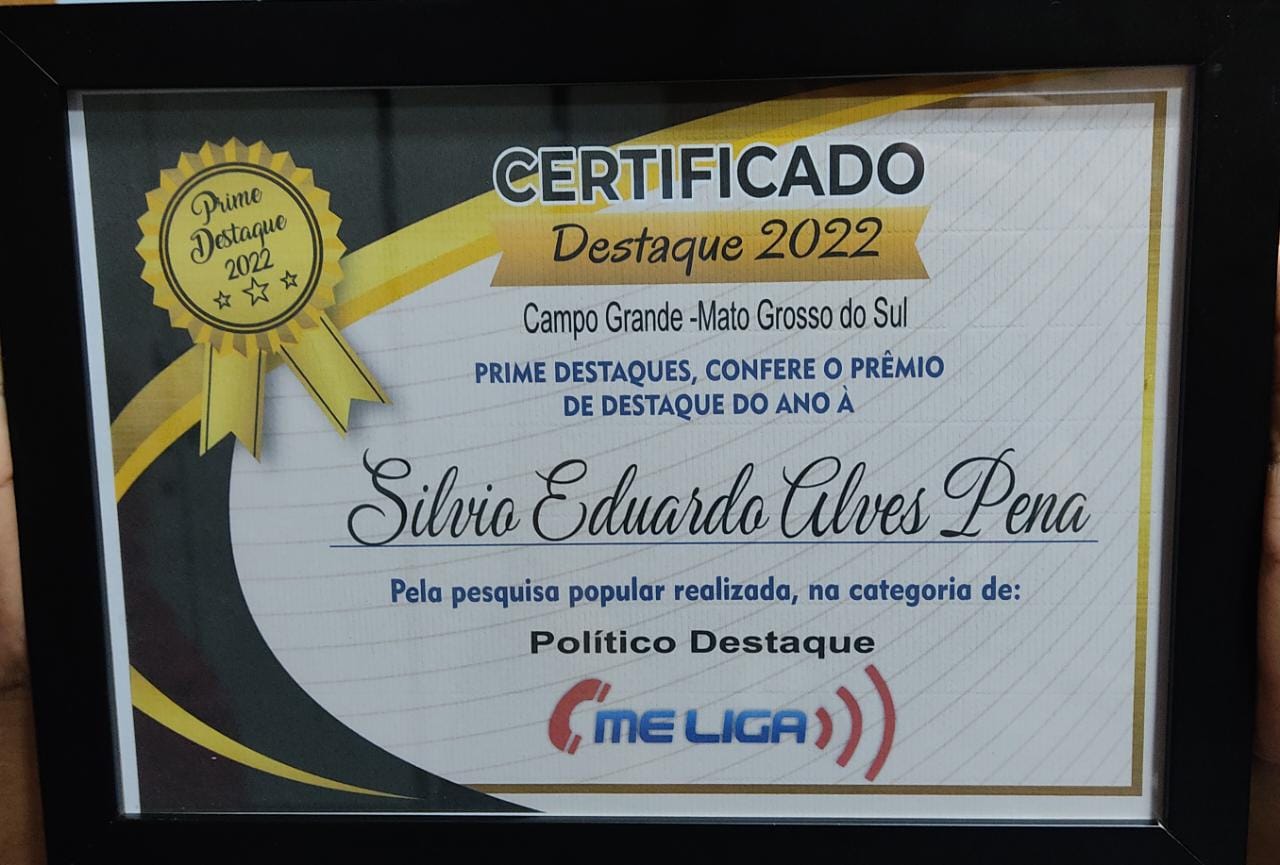 Prime
Destaque
2022
CERTIFICADO
Destaque 2022
Campo Grande -Mato Grosso do Sul
PRIME DESTAQUES, CONFERE O PRÊMIO
DE DESTAQUE DO ANO À
Silvio Eduardo Alves Pena
Pela pesquisa popular realizada, na categoria de:
Político Destaque
ME LIGA